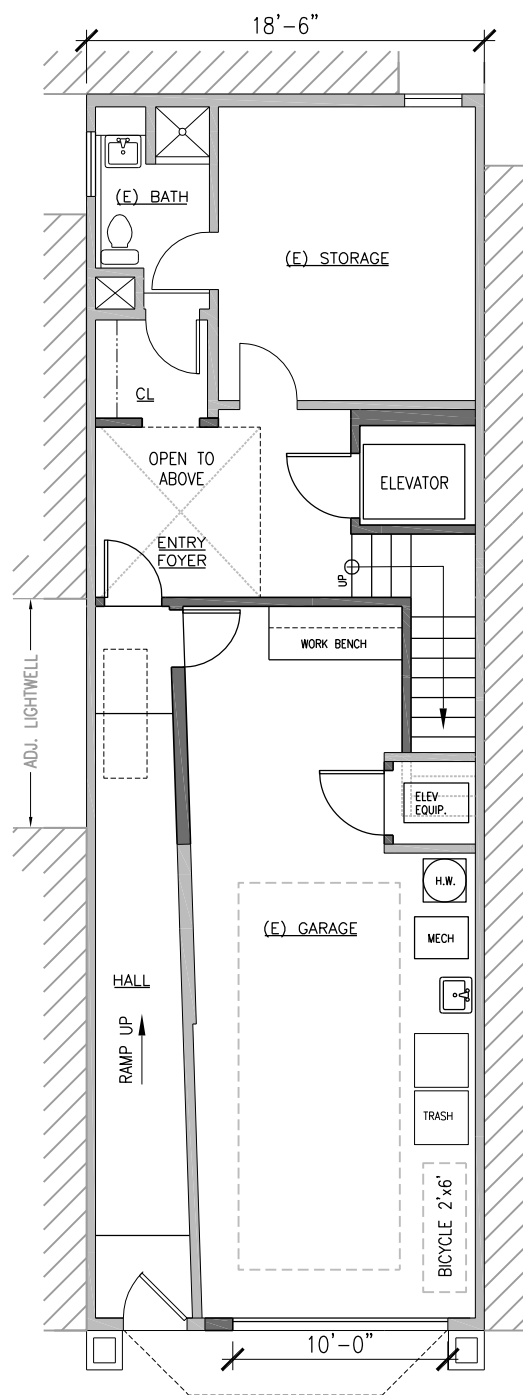 18'-6"
(E) BATH
(E) STORAGE
CL
OPEN TO
ABOVE
ELEVATOR
ENTRY
FOYER
UP
WORK BENCH
ADJ. LIGHTWELL
ELEV
EQUIP.
H.W.
(E) GARAGE
MECH
HALL
RAMP UP
TRASH
BICYCLE 2'x6'
10'-0"